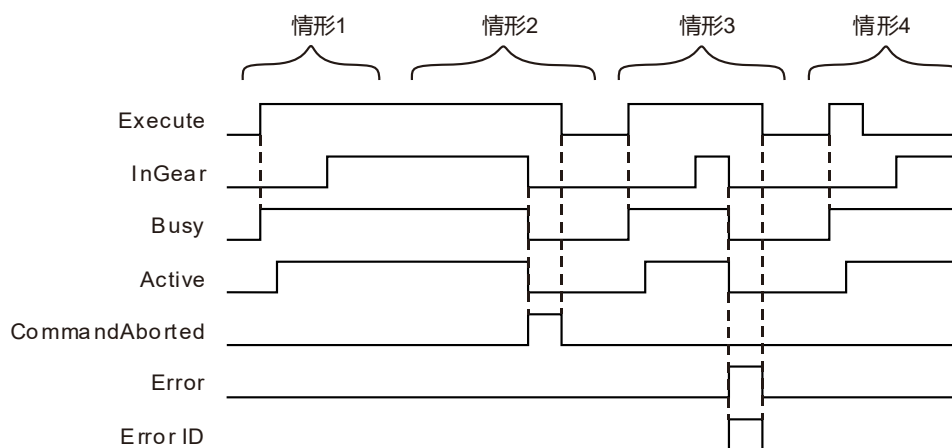 情形1 情形2 情形3 情形4
Execute
InGear
Busy
Active
CommandAborted
Error
Error ID